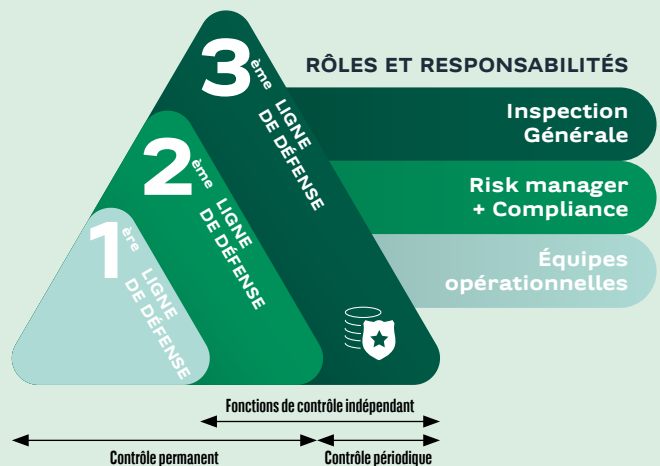 RÔLES ET RESPONSABILITÉS
3ème LIGNE
DE DÉFENSE
Inspection
Générale
2ème LIGNE
DE DÉFENSE
Risk manager
+ Compliance
1ère LIGNE
DE DÉFENSE
Équipes
opérationnelles
Fonctions de contrôle indépendant
Contrôle permanent
Contrôle périodique